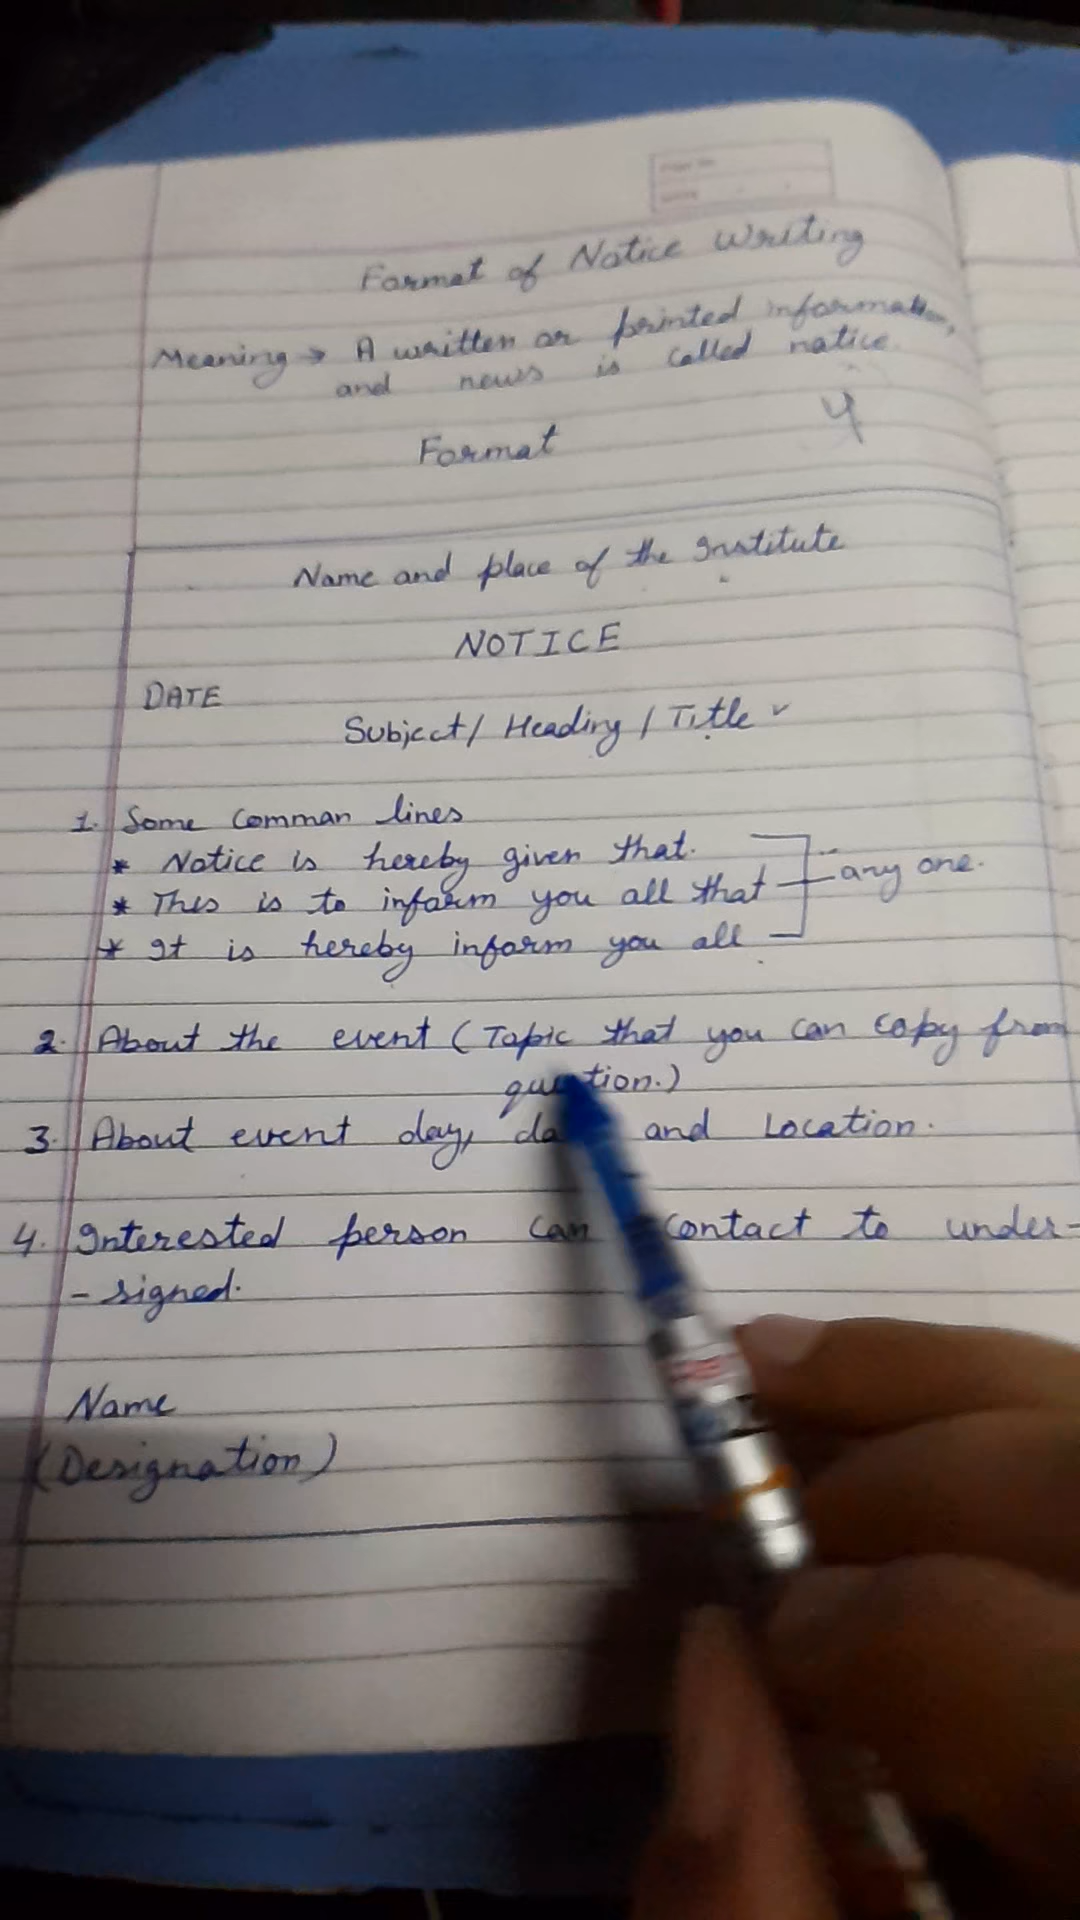 Format of Notice Writing
Meaning → A written or printed information,
and news is called notice.
4
Format
Name and place of the Institute
NOTICE
DATE
Subject/ Heading / Title ✓
1. Some Comman lines
* Notice is hereby given that.
* This is to inform you all that
any one.
* It is hereby inform you all
2. About the event (Topic that you can copy from
question.)
3. About event day, and Location.
4. Interested person can contact to under-
- signed.
Name
(Designation)